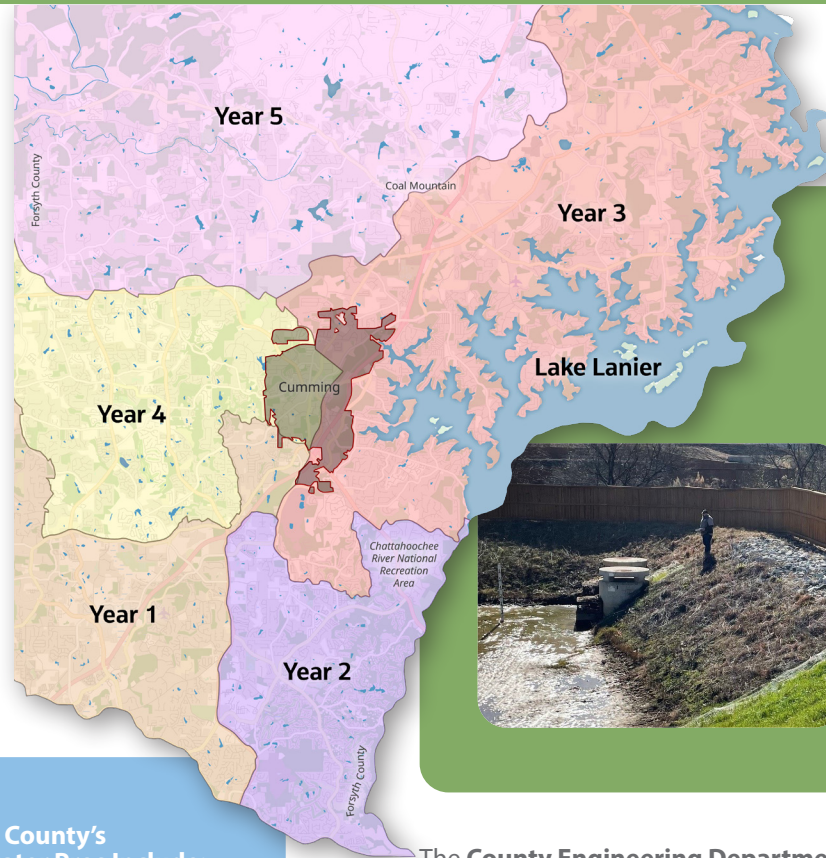 Year 5
Forsyth County
Coal Mountain
Year 3
Lake Lanier
Cumming
Year 4
Chattahoochee
River National
Recreation
Area
Year 1
Year 2
Forsyth County
County's
Include
The County Engineering